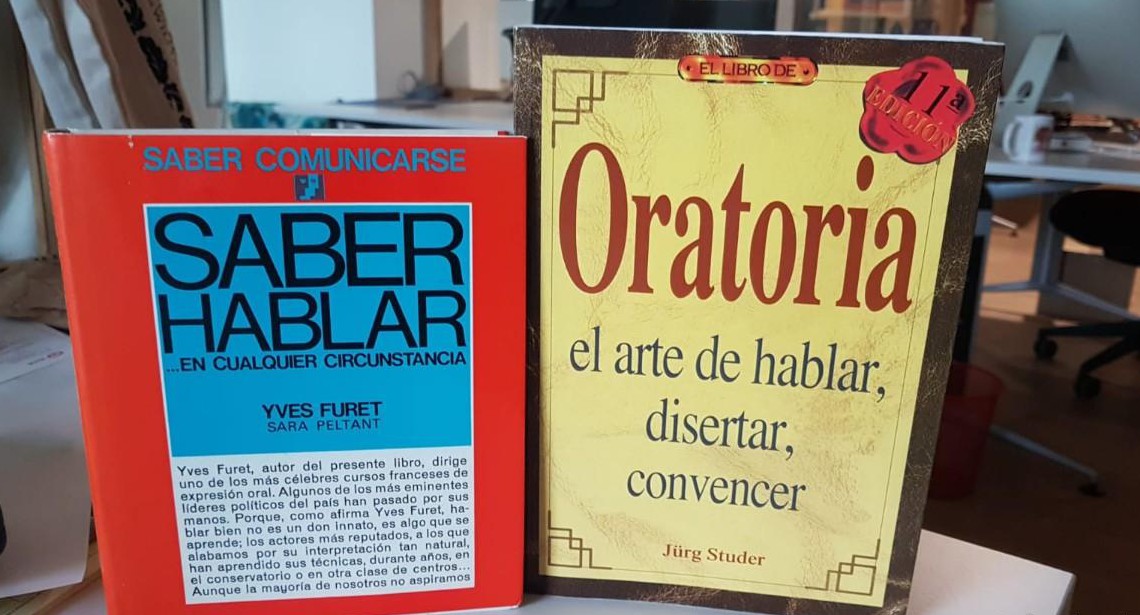 SABER COMUNICARSE
SABER
HABLAR
...EN CUALQUIER CIRCUNSTANCIA
YVES FURET
SARA PELTANT
Yves Furet, autor del presente libro, dirige
uno de los más célebres cursos franceses de
expresión oral. Algunos de los más eminentes
líderes políticos del país han pasado por sus
manos. Porque, como afirma Yves Furet, ha-
blar bien no es un don innato, es algo que se
aprende; los actores más reputados, a los que
alabamos por su interpretación tan natural,
han aprendido sus técnicas, durante años, en
el conservatorio o en otra clase de centros...
Aunque la mayoría de nosotros no aspiramos
EL LIBRO DE
11ª
EDICIÓN
Oratoria
el arte de hablar,
disertar,
convencer
Jürg Studer